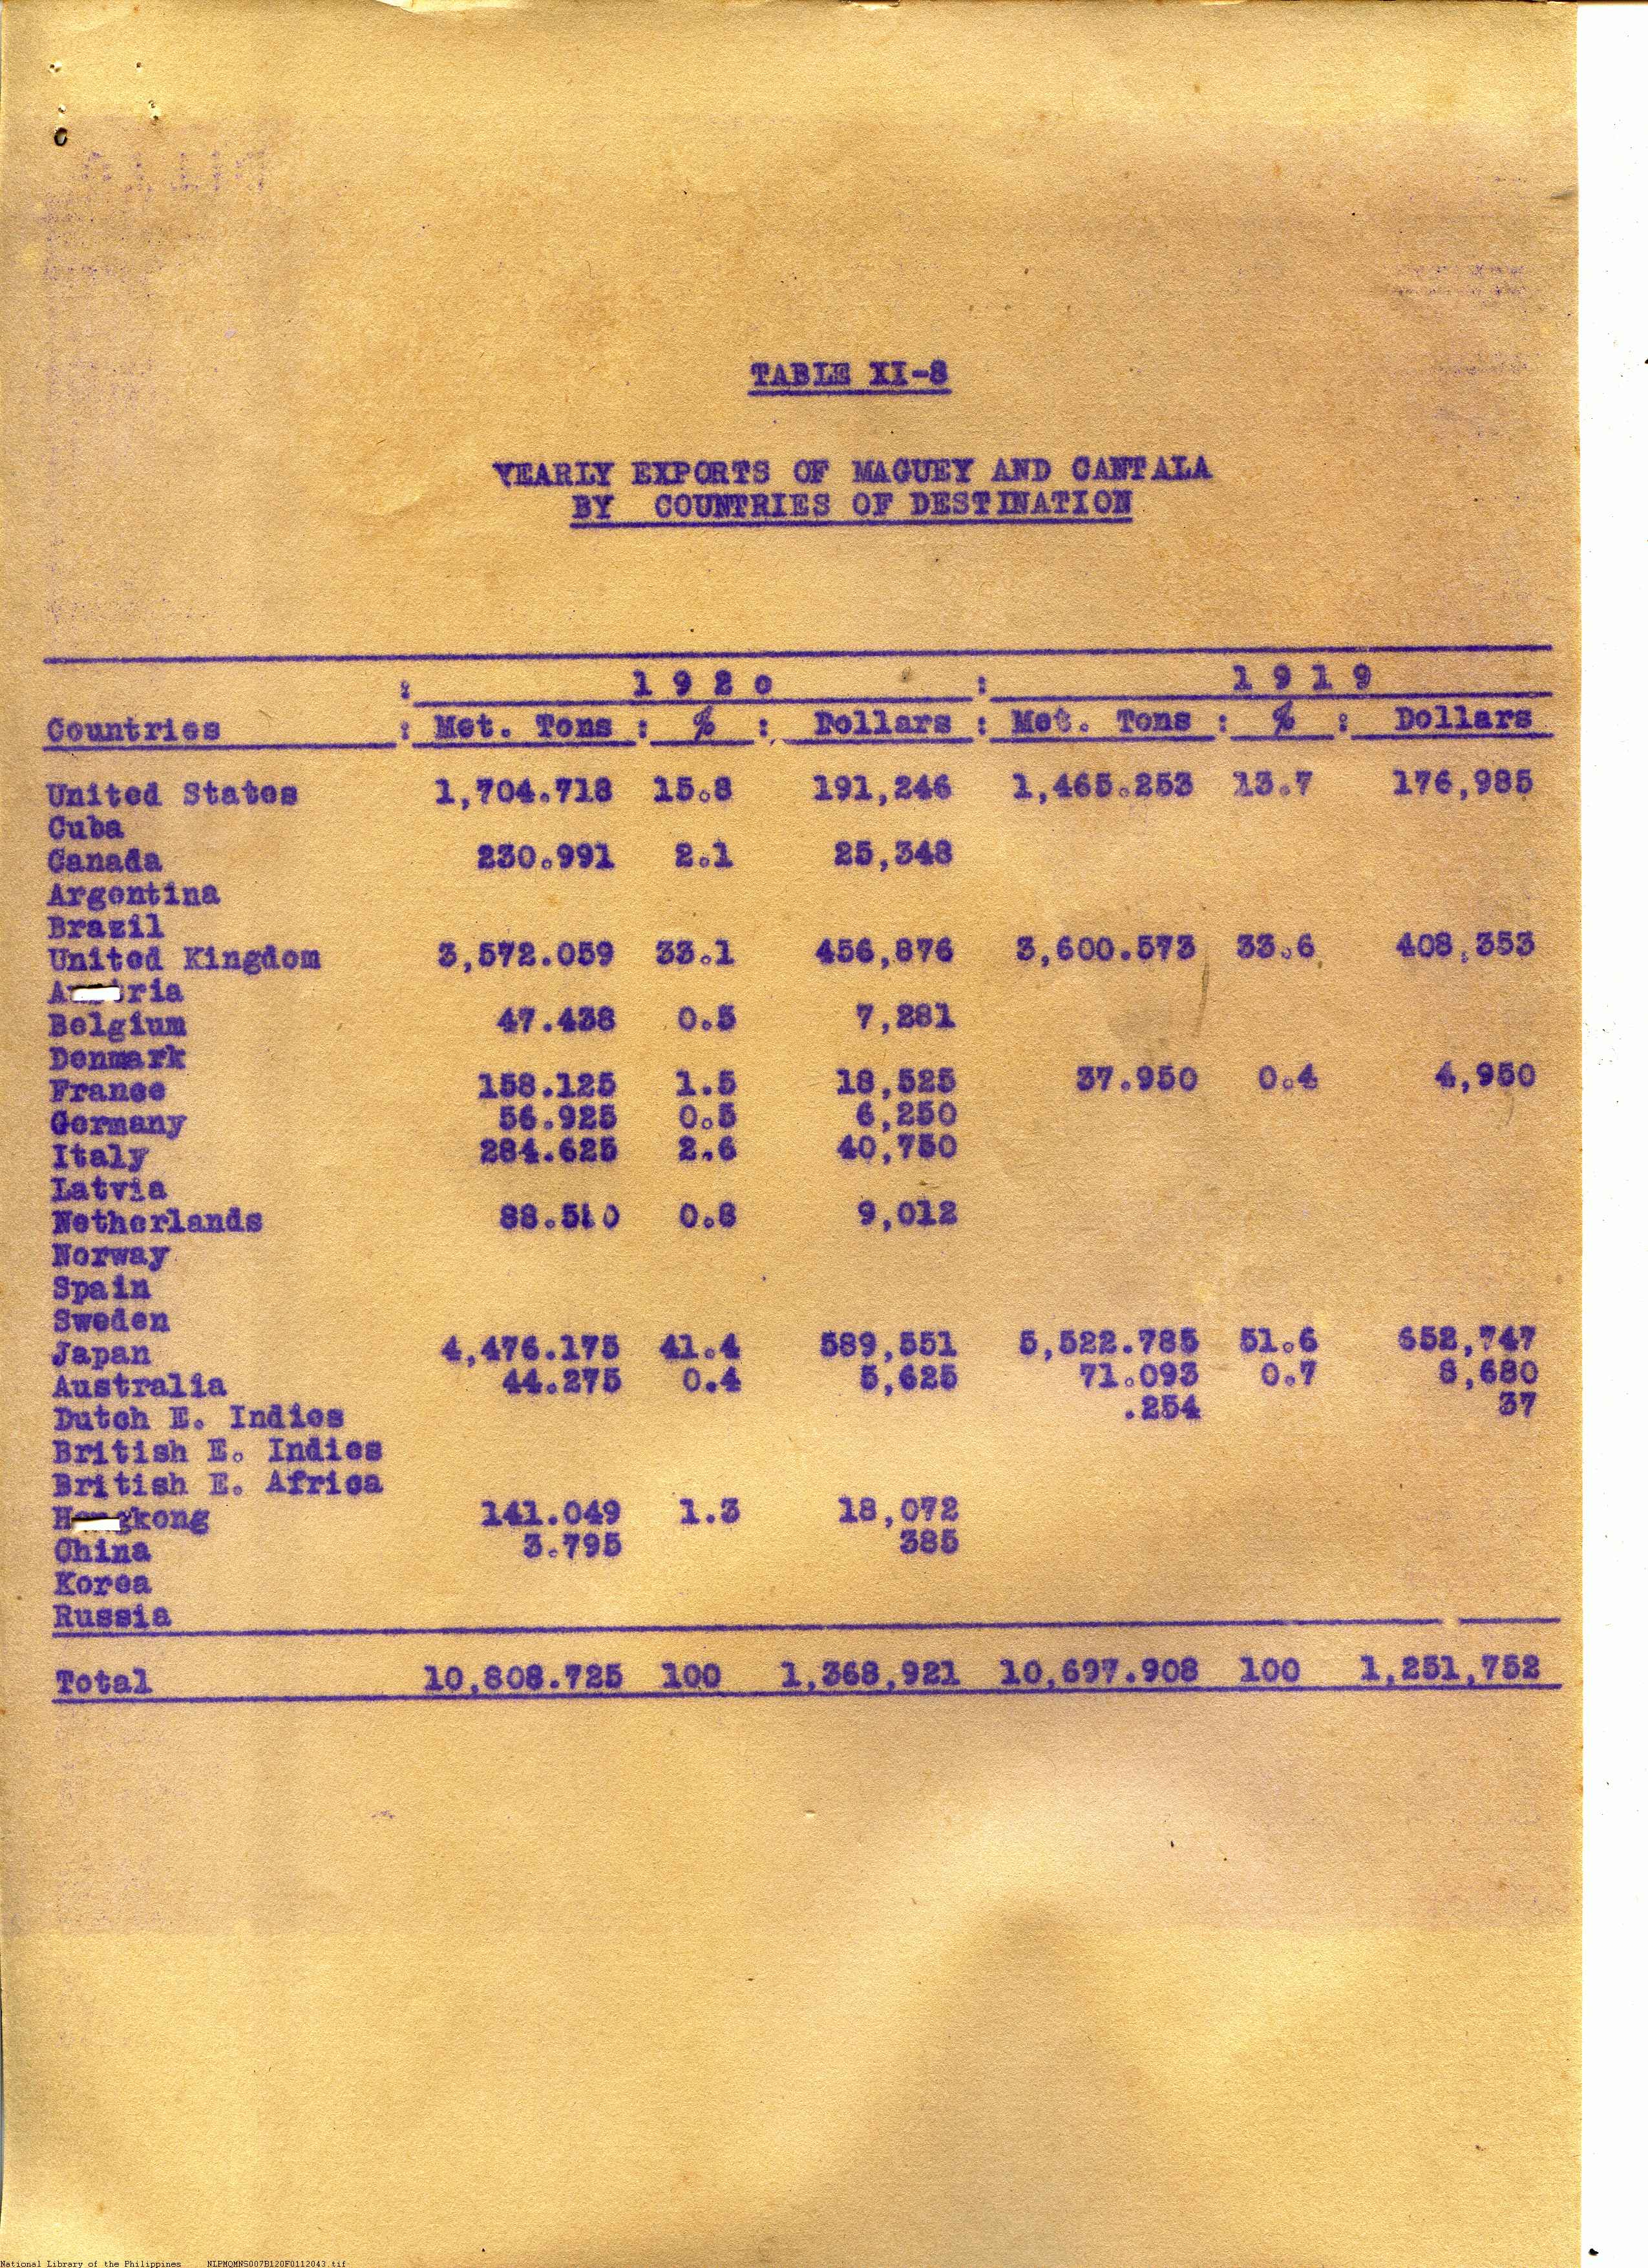 TABLE XI-8
YEARLY EXPORTS OF MAGUEY AND CANTALA
BY COUNTRIES OF DESTINATION
: 1 9 2 0 : 1 9 1 9
Countries : Met. Tons : % : Dollars : Met. Tons : % : Dollars
United States 1,704.718 15.8 191,246 1,465.253 13.7 176,985
Cuba
Canada 230.991 2.1 25,348
Argentina
Brazil
United Kingdom 3,572.059 33.1 456,876 3,600.573 33.6 408,353
Austria
Belgium 47.438 0.5 7,281
Denmark
France 158.125 1.5 18,525 37.950 0.4 4,950
Germany 56.925 0.5 6,250
Italy 284.625 2.6 40,750
Latvia
Netherlands 88.550 0.8 9,012
Norway
Spain
Sweden
Japan 4,476.175 41.4 589,551 5,522.785 51.6 652,747
Australia 44.275 0.4 5,625 71.093 0.7 8,680
Dutch E. Indies .254 37
British E. Indies
British E. Africa
Hongkong 141.049 1.3 18,072
China 3.795 385
Korea
Russia
Total 10,808.725 100 1,368,921 10,697.908 100 1,251,752
National Library of the Philippines NLPMQMNS007B120F0112043.tif